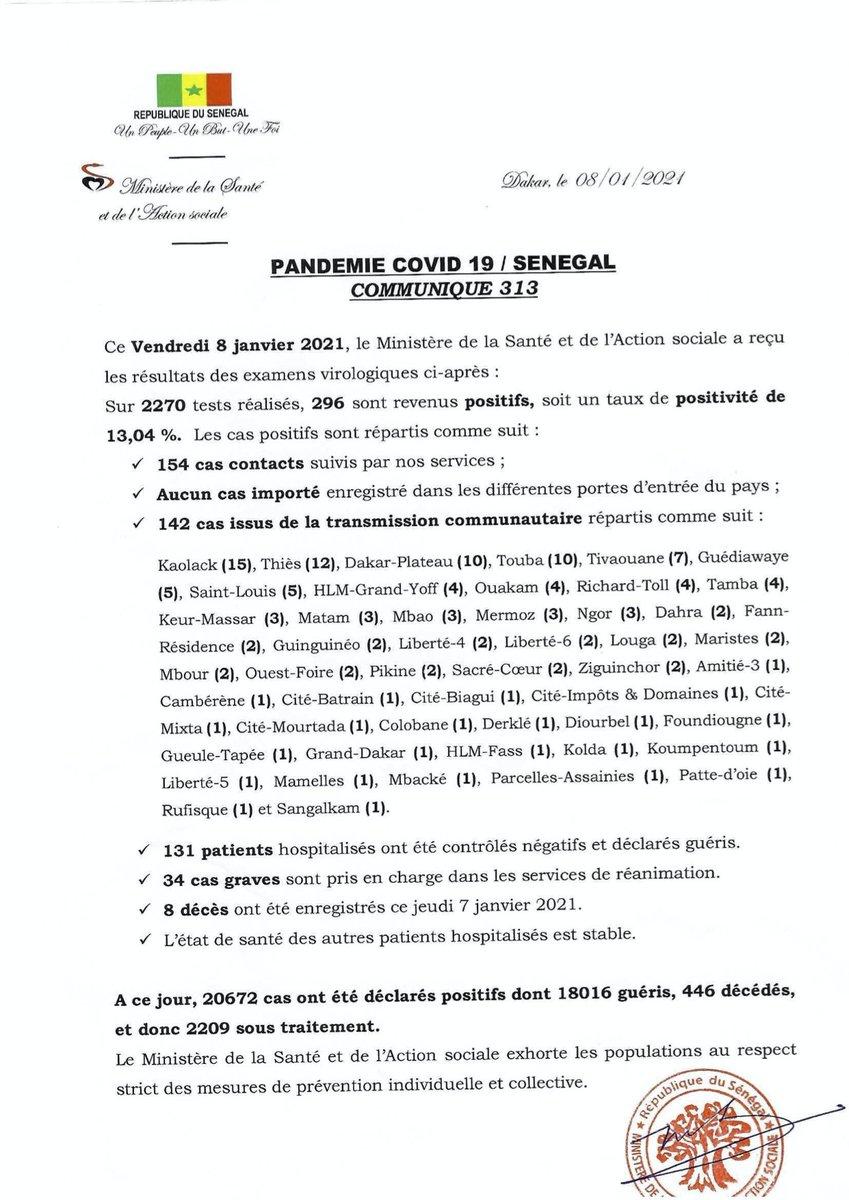 REPUBLIQUE DU SENEGAL
Un Peuple-Un But-Une Foi
Ministère de la Santé
et de l'Action sociale
Dakar, le 08/01/2021
PANDEMIE COVID 19 / SENEGAL
COMMUNIQUE 313
Ce Vendredi 8 janvier 2021, le Ministère de la Santé et de l'Action sociale a reçu
les résultats des examens virologiques ci-après :
Sur 2270 tests réalisés, 296 sont revenus positifs, soit un taux de positivité de
13,04 %. Les cas positifs sont répartis comme suit :
✓ 154 cas contacts suivis par nos services ;
✓ Aucun cas importé enregistré dans les différentes portes d'entrée du pays ;
✓ 142 cas issus de la transmission communautaire répartis comme suit :
Kaolack (15), Thiès (12), Dakar-Plateau (10), Touba (10), Tivaouane (7), Guédiawaye
(5), Saint-Louis (5), HLM-Grand-Yoff (4), Ouakam (4), Richard-Toll (4), Tamba (4),
Keur-Massar (3), Matam (3), Mbao (3), Mermoz (3), Ngor (3), Dahra (2), Fann-
Résidence (2), Guinguinéo (2), Liberté-4 (2), Liberté-6 (2), Louga (2), Maristes (2),
Mbour (2), Ouest-Foire (2), Pikine (2), Sacré-Cœur (2), Ziguinchor (2), Amitié-3 (1),
Cambérène (1), Cité-Batrain (1), Cité-Biagui (1), Cité-Impôts & Domaines (1), Cité-
Mixta (1), Cité-Mourtada (1), Colobane (1), Derklé (1), Diourbel (1), Foundiougne (1),
Gueule-Tapée (1), Grand-Dakar (1), HLM-Fass (1), Kolda (1), Koumpentoum (1),
Liberté-5 (1), Mamelles (1), Mbacké (1), Parcelles-Assainies (1), Patte-d'oie (1),
Rufisque (1) et Sangalkam (1).
✓ 131 patients hospitalisés ont été contrôlés négatifs et déclarés guéris.
✓ 34 cas graves sont pris en charge dans les services de réanimation.
✓ 8 décès ont été enregistrés ce jeudi 7 janvier 2021.
✓ L'état de santé des autres patients hospitalisés est stable.
A ce jour, 20672 cas ont été déclarés positifs dont 18016 guéris, 446 décédés,
et donc 2209 sous traitement.
Le Ministère de la Santé et de l'Action sociale exhorte les populations au respect
strict des mesures de prévention individuelle et collective.
République du Sénégal
MINISTERE DE ACTION SOCIALE